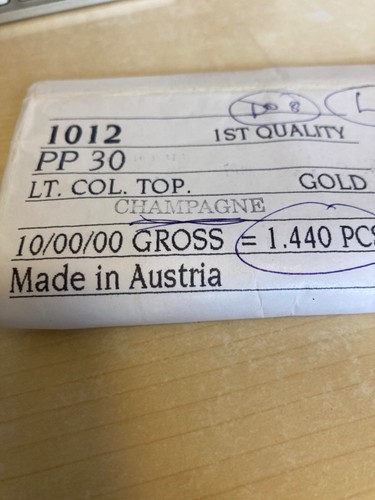 L
1012 1ST QUALITY
PP 30
LT. COL. TOP. GOLD
CHAMPAGNE
10/00/00 GROSS = 1.440 PCS
Made in Austria